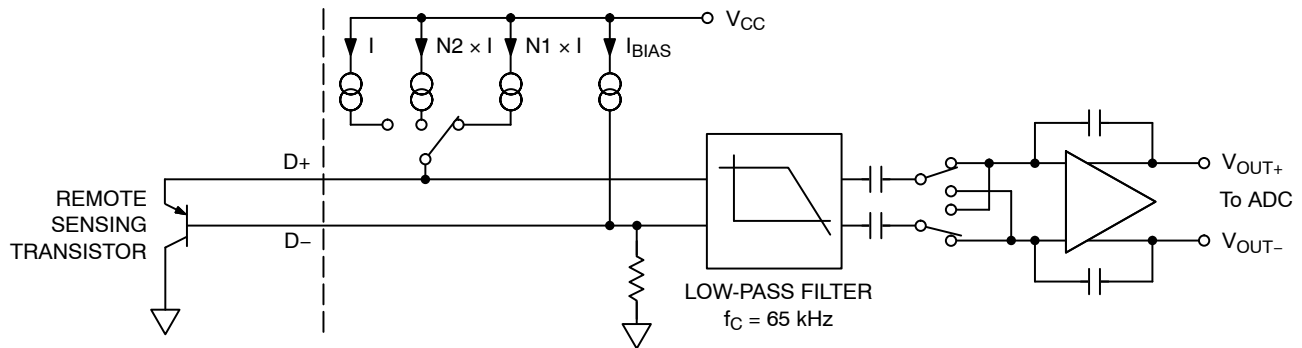 V_CC
I N2 × I N1 × I I_BIAS
D+
REMOTE
SENSING
TRANSISTOR
D−
LOW-PASS FILTER
f_C = 65 kHz
V_OUT+
To ADC
V_OUT−